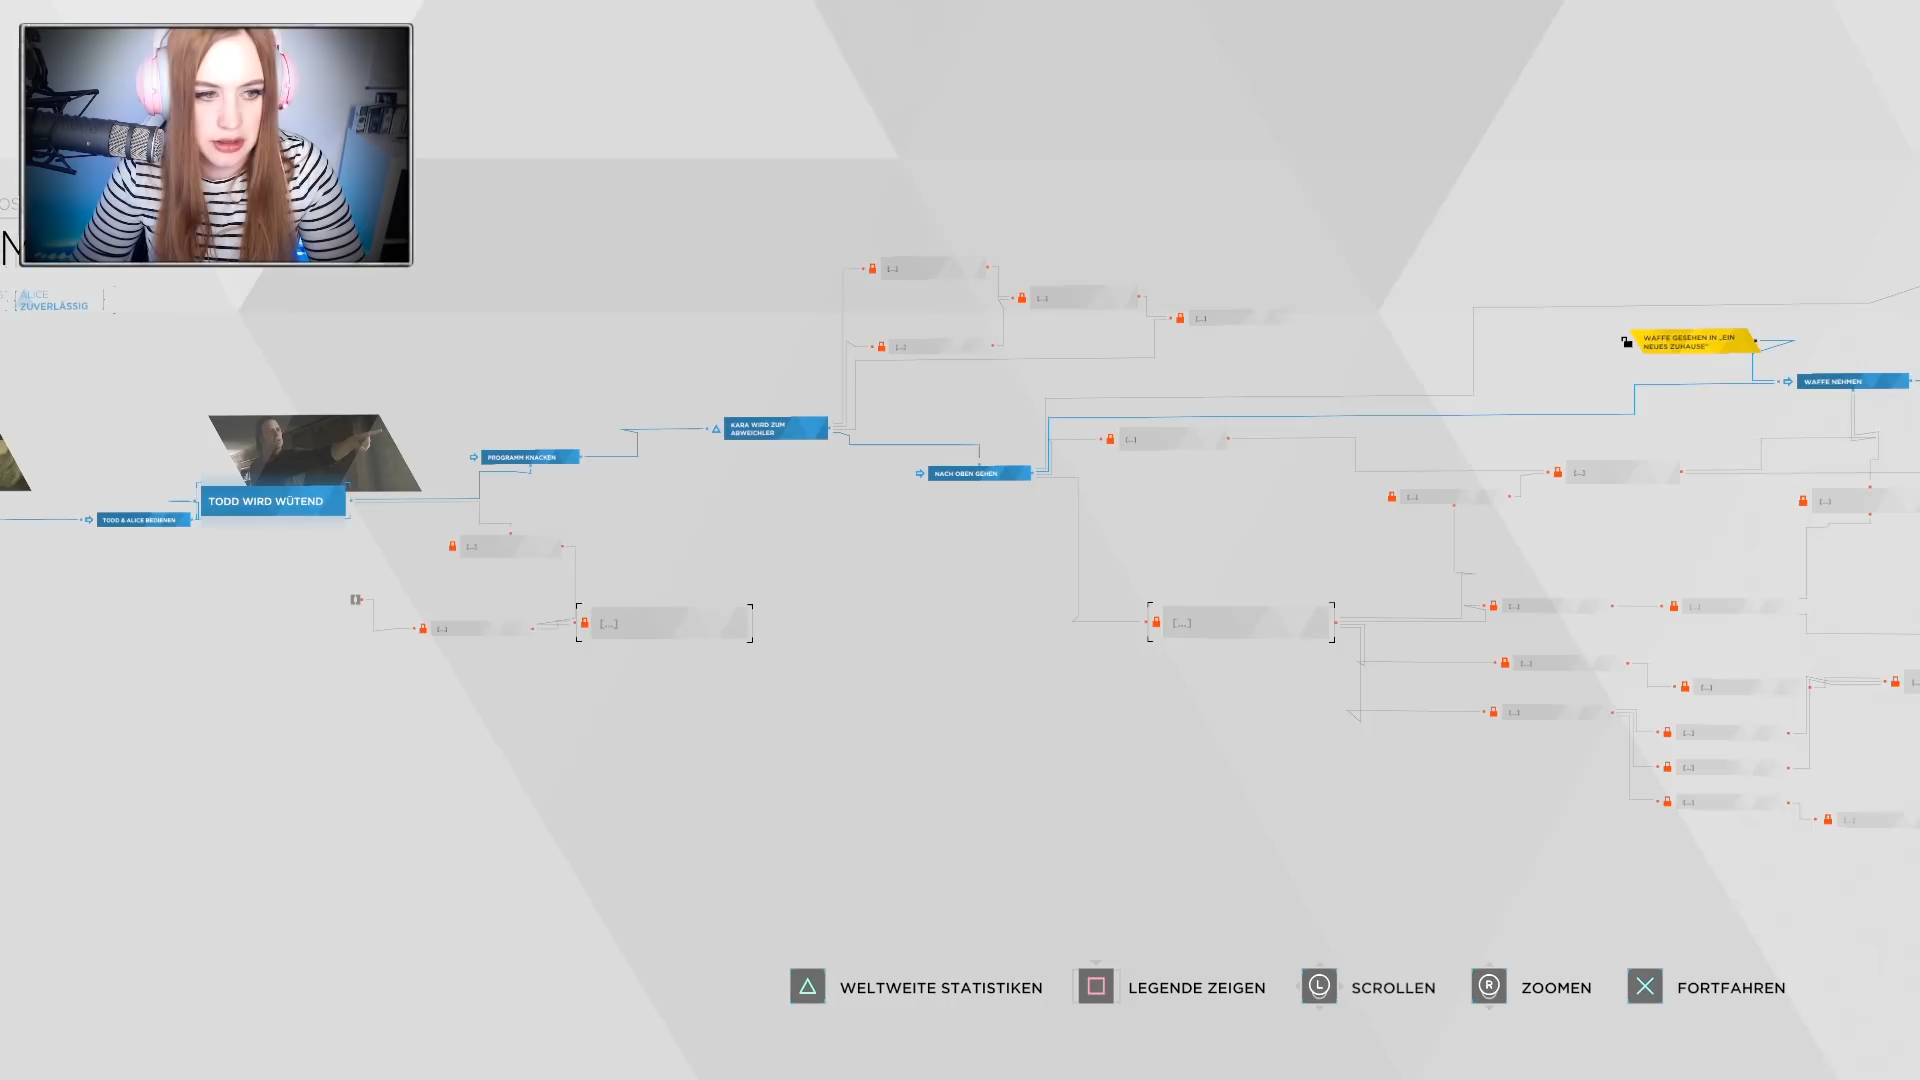 ALICE
ZUVERLÄSSIG
[...]
[...]
[...]
[...]
WAFFE GESEHEN IN „EIN
NEUES ZUHAUSE"
WAFFE NEHMEN
KARA WIRD ZUM
ABWEICHLER
[...]
PROGRAMM KNACKEN
NACH OBEN GEHEN
[...]
[...]
[...]
TODD WIRD WÜTEND
TODD & ALICE BEDIENEN
[...]
[...]
[...]
[...]
[...]
[...]
[...]
[...]
[...]
[...]
[...]
[...]
[...]
WELTWEITE STATISTIKEN
LEGENDE ZEIGEN
L
SCROLLEN
R
ZOOMEN
FORTFAHREN